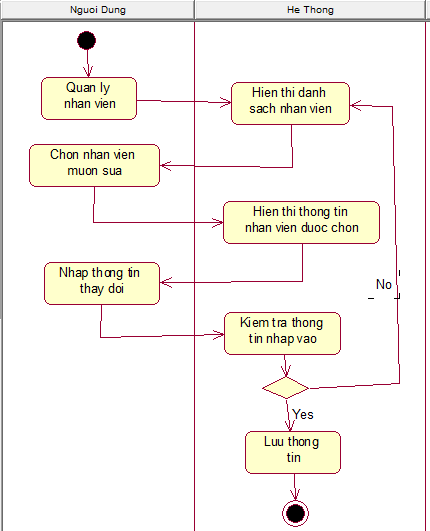 Nguoi Dung
He Thong
Quan ly
nhan vien
Hien thi danh
sach nhan vien
Chon nhan vien
muon sua
Hien thi thong tin
nhan vien duoc chon
Nhap thong tin
thay doi
No
Kiem tra thong
tin nhap vao
Yes
Luu thong
tin